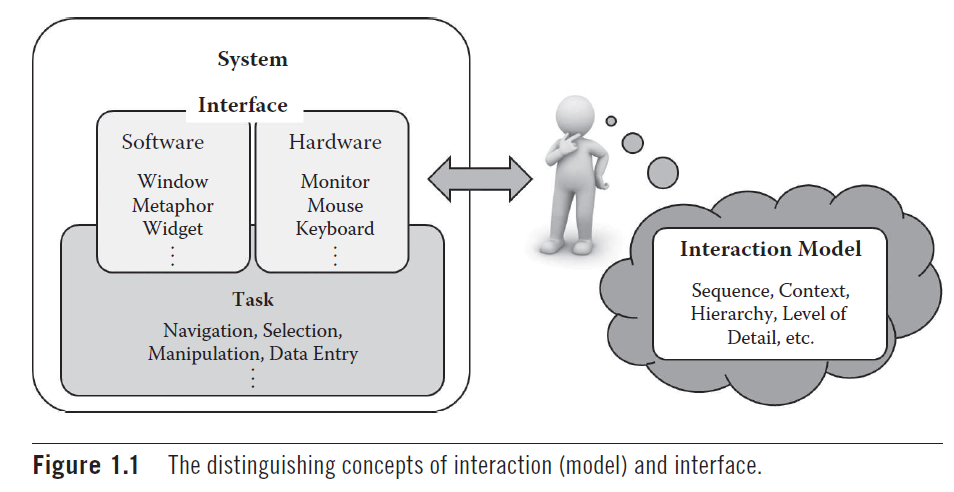 System
Interface
Software
Window
Metaphor
Widget
⋮
Hardware
Monitor
Mouse
Keyboard
⋮
Task
Navigation, Selection,
Manipulation, Data Entry
⋮
Interaction Model
Sequence, Context,
Hierarchy, Level of
Detail, etc.
Figure 1.1 The distinguishing concepts of interaction (model) and interface.